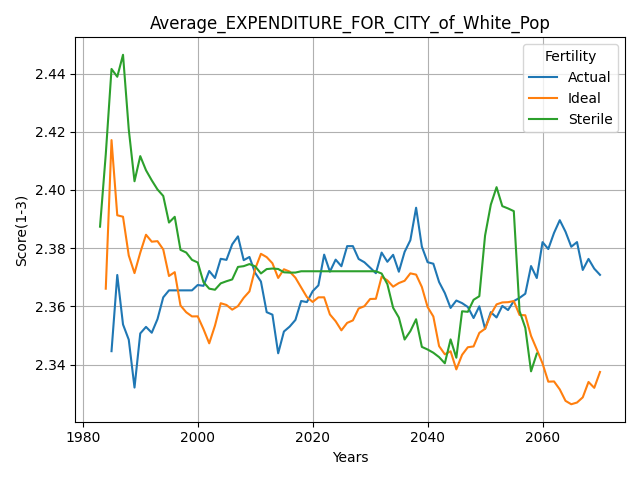 Average_EXPENDITURE_FOR_CITY_of_White_Pop
Fertility
Actual
Ideal
Sterile
Score(1-3)
2.44
2.42
2.40
2.38
2.36
2.34
1980
2000
2020
2040
2060
Years